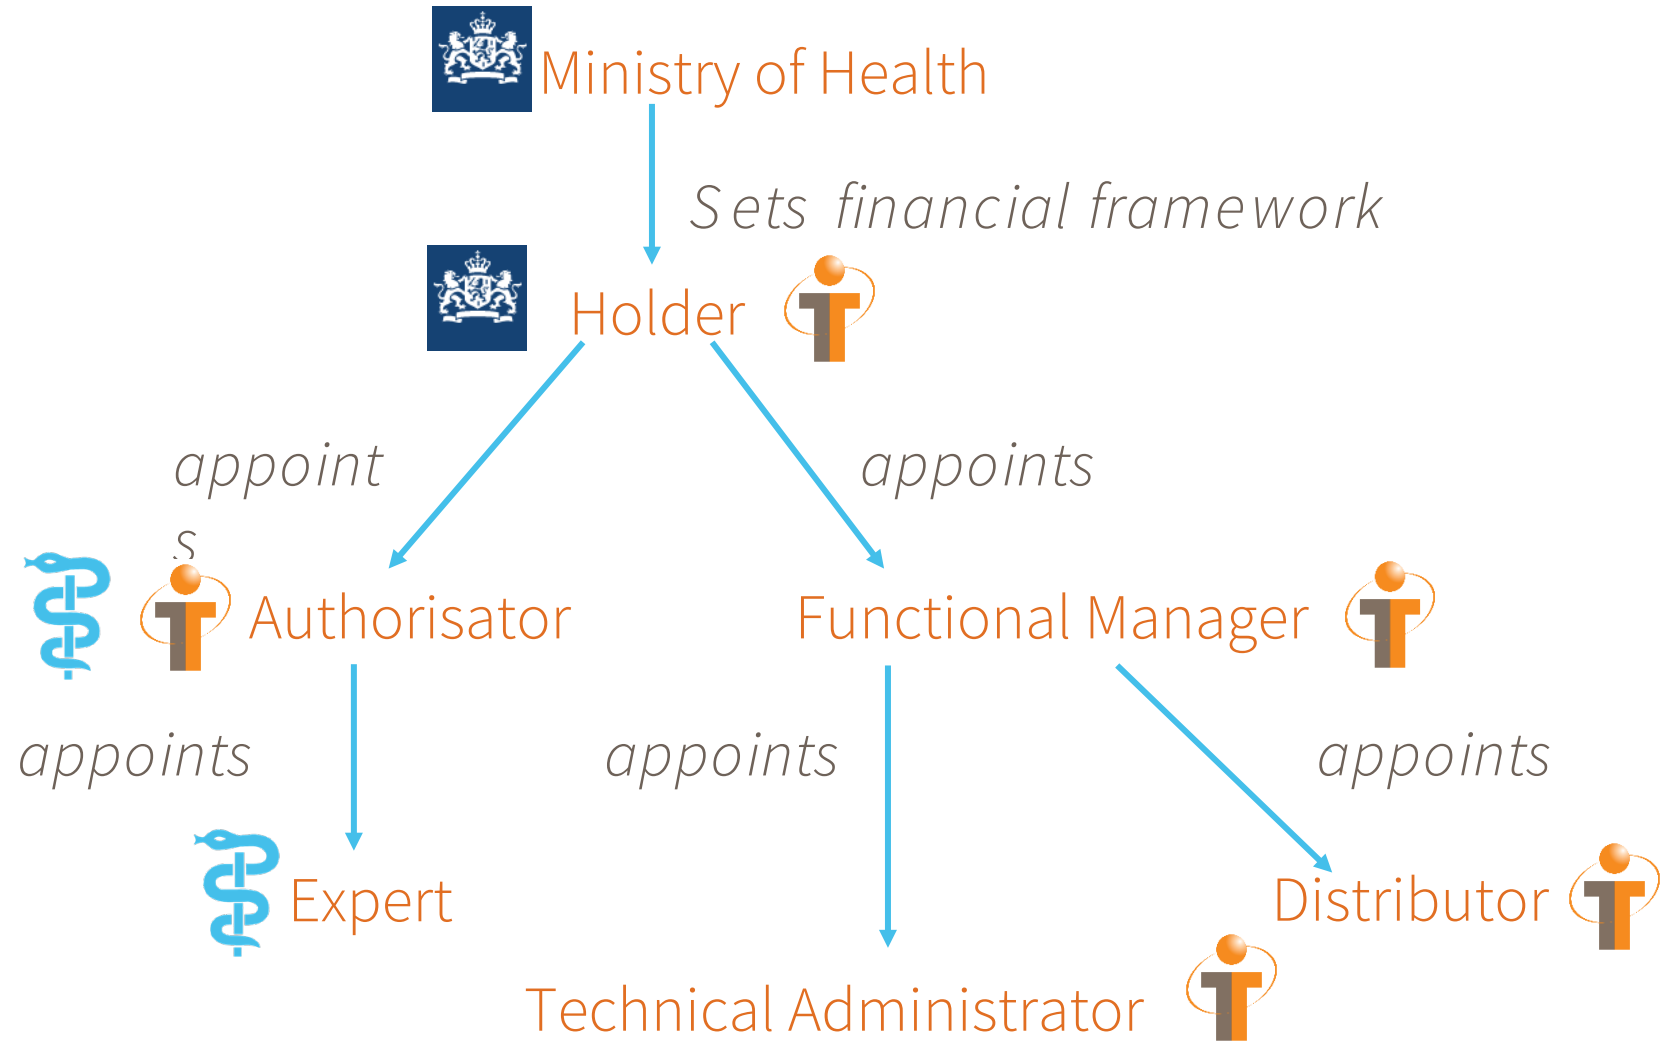 Ministry of Health
Sets financial framework
Holder
appoint
s
appoints
Authorisator
Functional Manager
appoints
appoints
appoints
Expert
Distributor
Technical Administrator